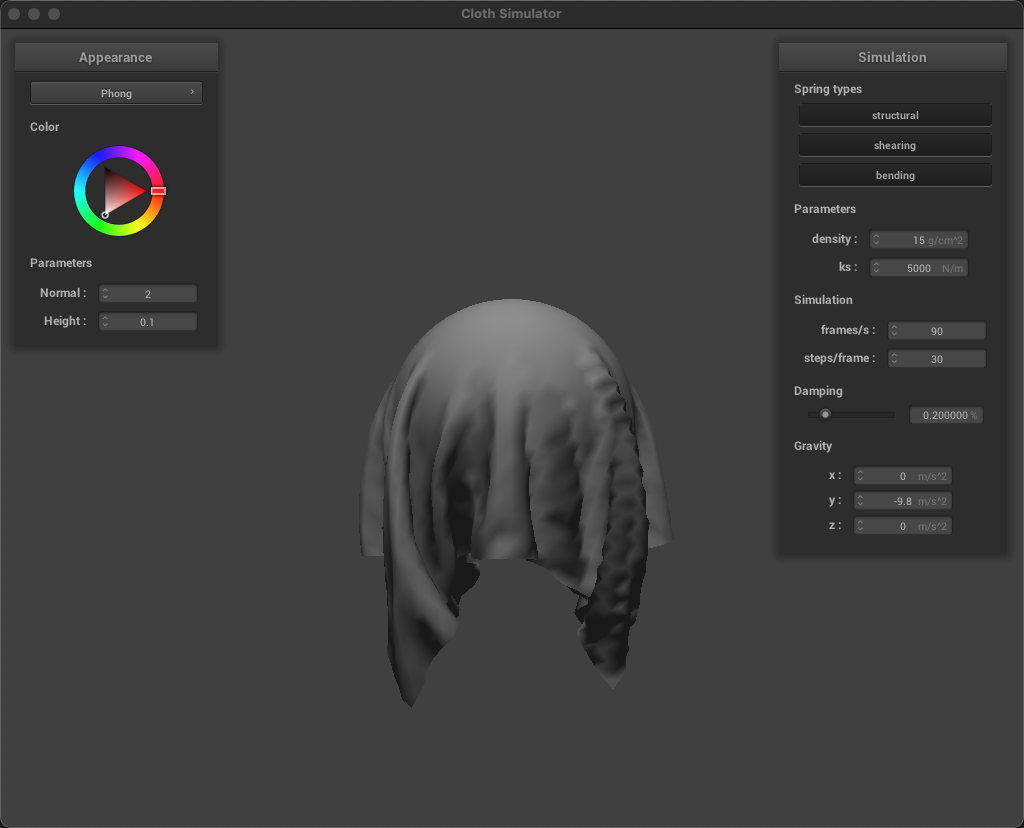 Cloth Simulator
Appearance
Phong
Color
Parameters
Normal :
2
Height :
0.1
Simulation
Spring types
structural
shearing
bending
Parameters
density :
15 g/cm^2
ks :
5000 N/m
Simulation
frames/s :
90
steps/frame :
30
Damping
0.200000 %
Gravity
x :
0 m/s^2
y :
-9.8 m/s^2
z :
0 m/s^2